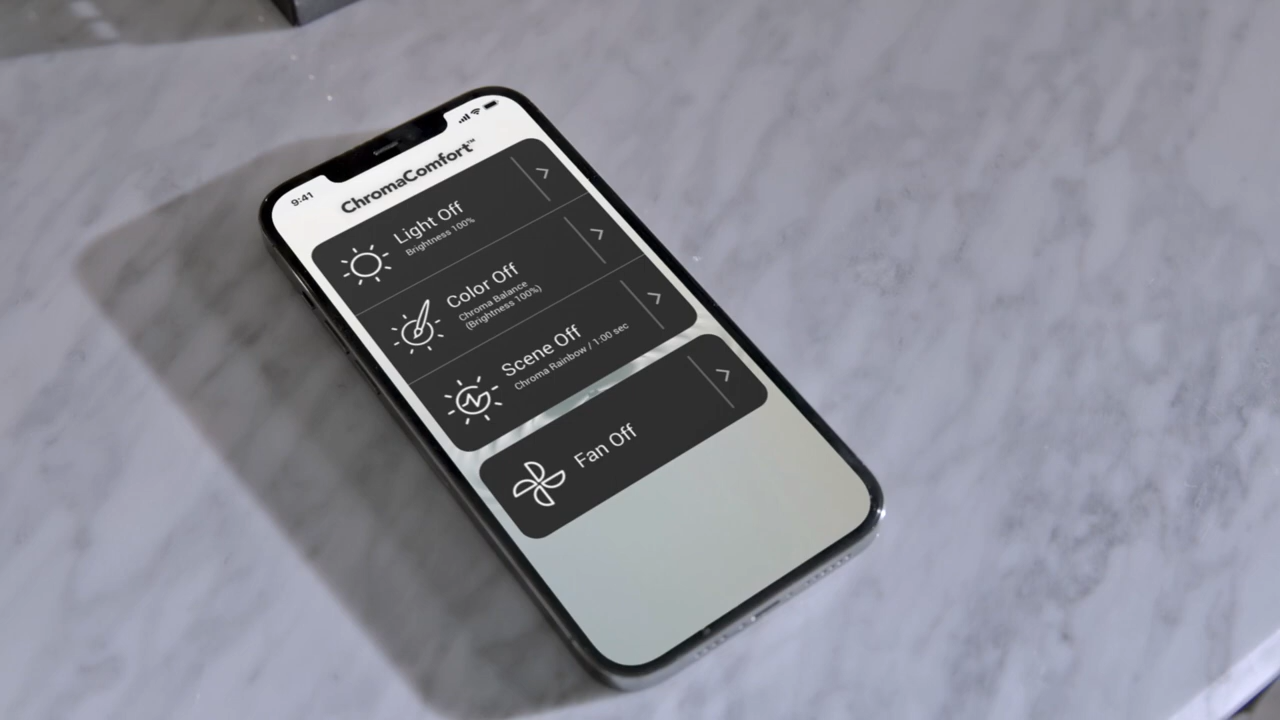 9:41
ChromaComfort™
Light Off
Brightness 100%
Color Off
Chroma Balance
(Brightness 100%)
Scene Off
Chroma Rainbow / 1:00 sec
Fan Off